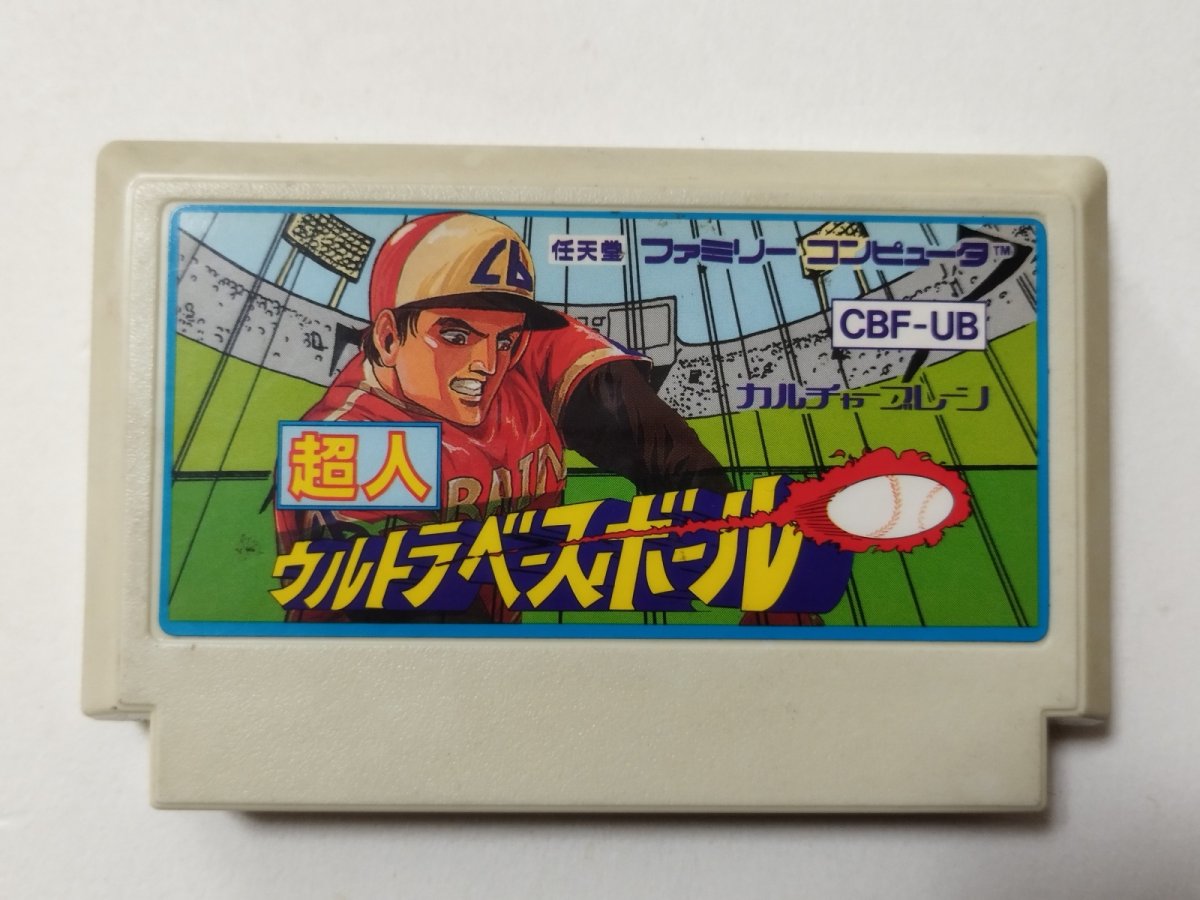 任天堂 ファミリーコンピュータ™
CB
CBF-UB
カルチャーブレーン
超人
BRAIN
ウルトラベースボール